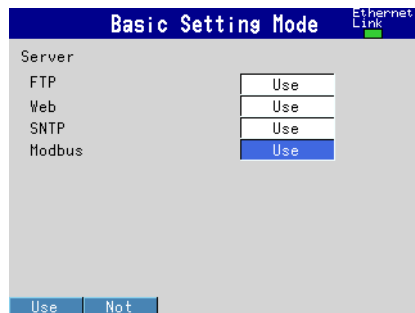 Basic Setting Mode
Ethernet
Link
Server
FTP Use
Web Use
SNTP Use
Modbus Use
Use Not